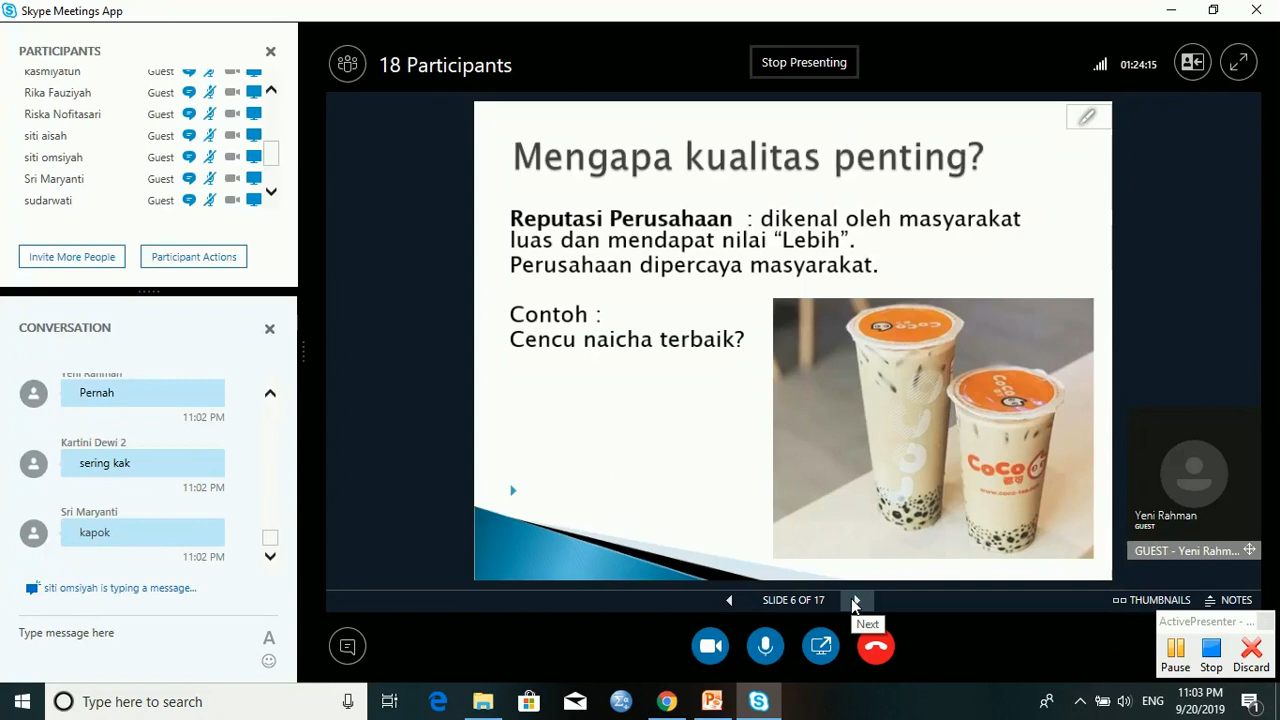 Skype Meetings App
PARTICIPANTS
kasmiyatun Guest
Rika Fauziyah Guest
Riska Nofitasari Guest
siti aisah Guest
siti omsiyah Guest
Sri Maryanti Guest
sudarwati Guest
Invite More People
Participant Actions
CONVERSATION
Yeni Rahman
Pernah
11:02 PM
Kartini Dewi 2
sering kak
11:02 PM
Sri Maryanti
kapok
11:02 PM
siti omsiyah is typing a message...
Type message here
A
18 Participants
Stop Presenting
01:24:15
Mengapa kualitas penting?
Reputasi Perusahaan : dikenal oleh masyarakat
luas dan mendapat nilai “Lebih”.
Perusahaan dipercaya masyarakat.
Contoh :
Cencu naicha terbaik?
CoCo
CoCo
CoCo
Yeni Rahman
GUEST
GUEST - Yeni Rahm...
SLIDE 6 OF 17
THUMBNAILS
NOTES
Next
ActivePresenter - ...
Pause
Stop
Discard
Type here to search
ENG
11:03 PM
9/20/2019
1